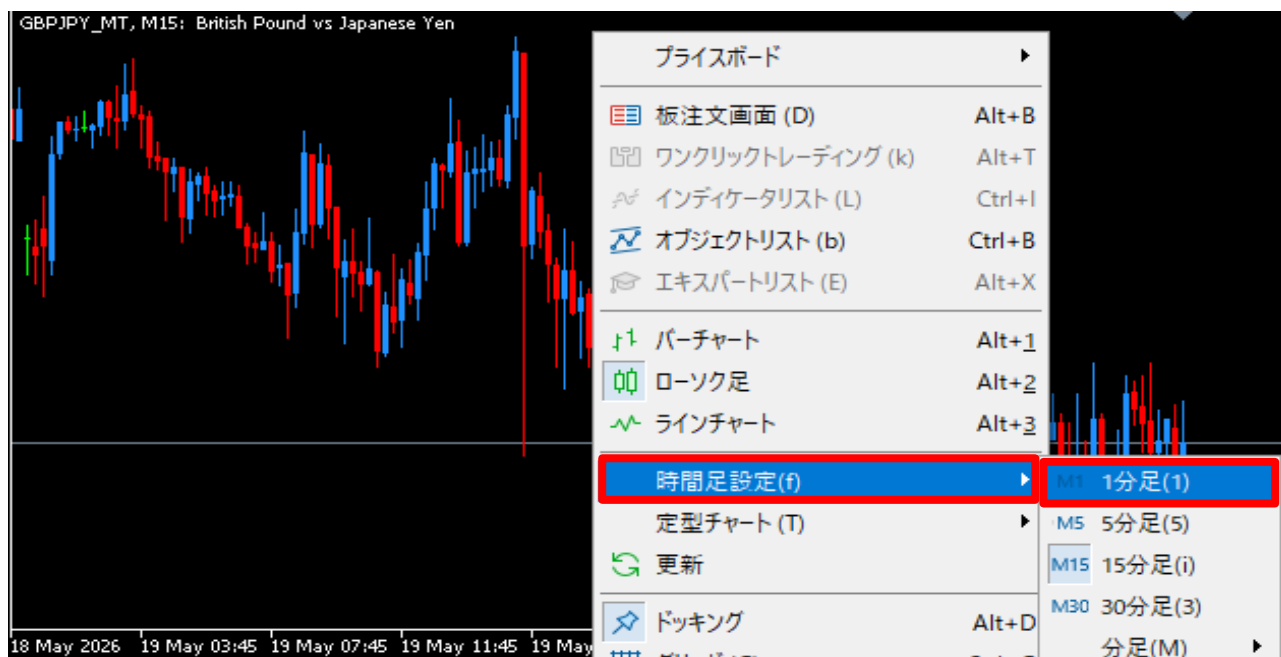 GBPJPY_MT, M15: British Pound vs Japanese Yen
プライスボード
板注文画面 (D) Alt+B
ワンクリックトレーディング (k) Alt+T
インディケータリスト (L) Ctrl+I
オブジェクトリスト (b) Ctrl+B
エキスパートリスト (E) Alt+X
バーチャート Alt+1
ローソク足 Alt+2
ラインチャート Alt+3
時間足設定(f)
M1 1分足(1)
定型チャート (T)
M5 5分足(5)
更新
M15 15分足(i)
M30 30分足(3)
ドッキング Alt+D
分足(M)
18 May 2026 19 May 03:45 19 May 07:45 19 May 11:45 19 May